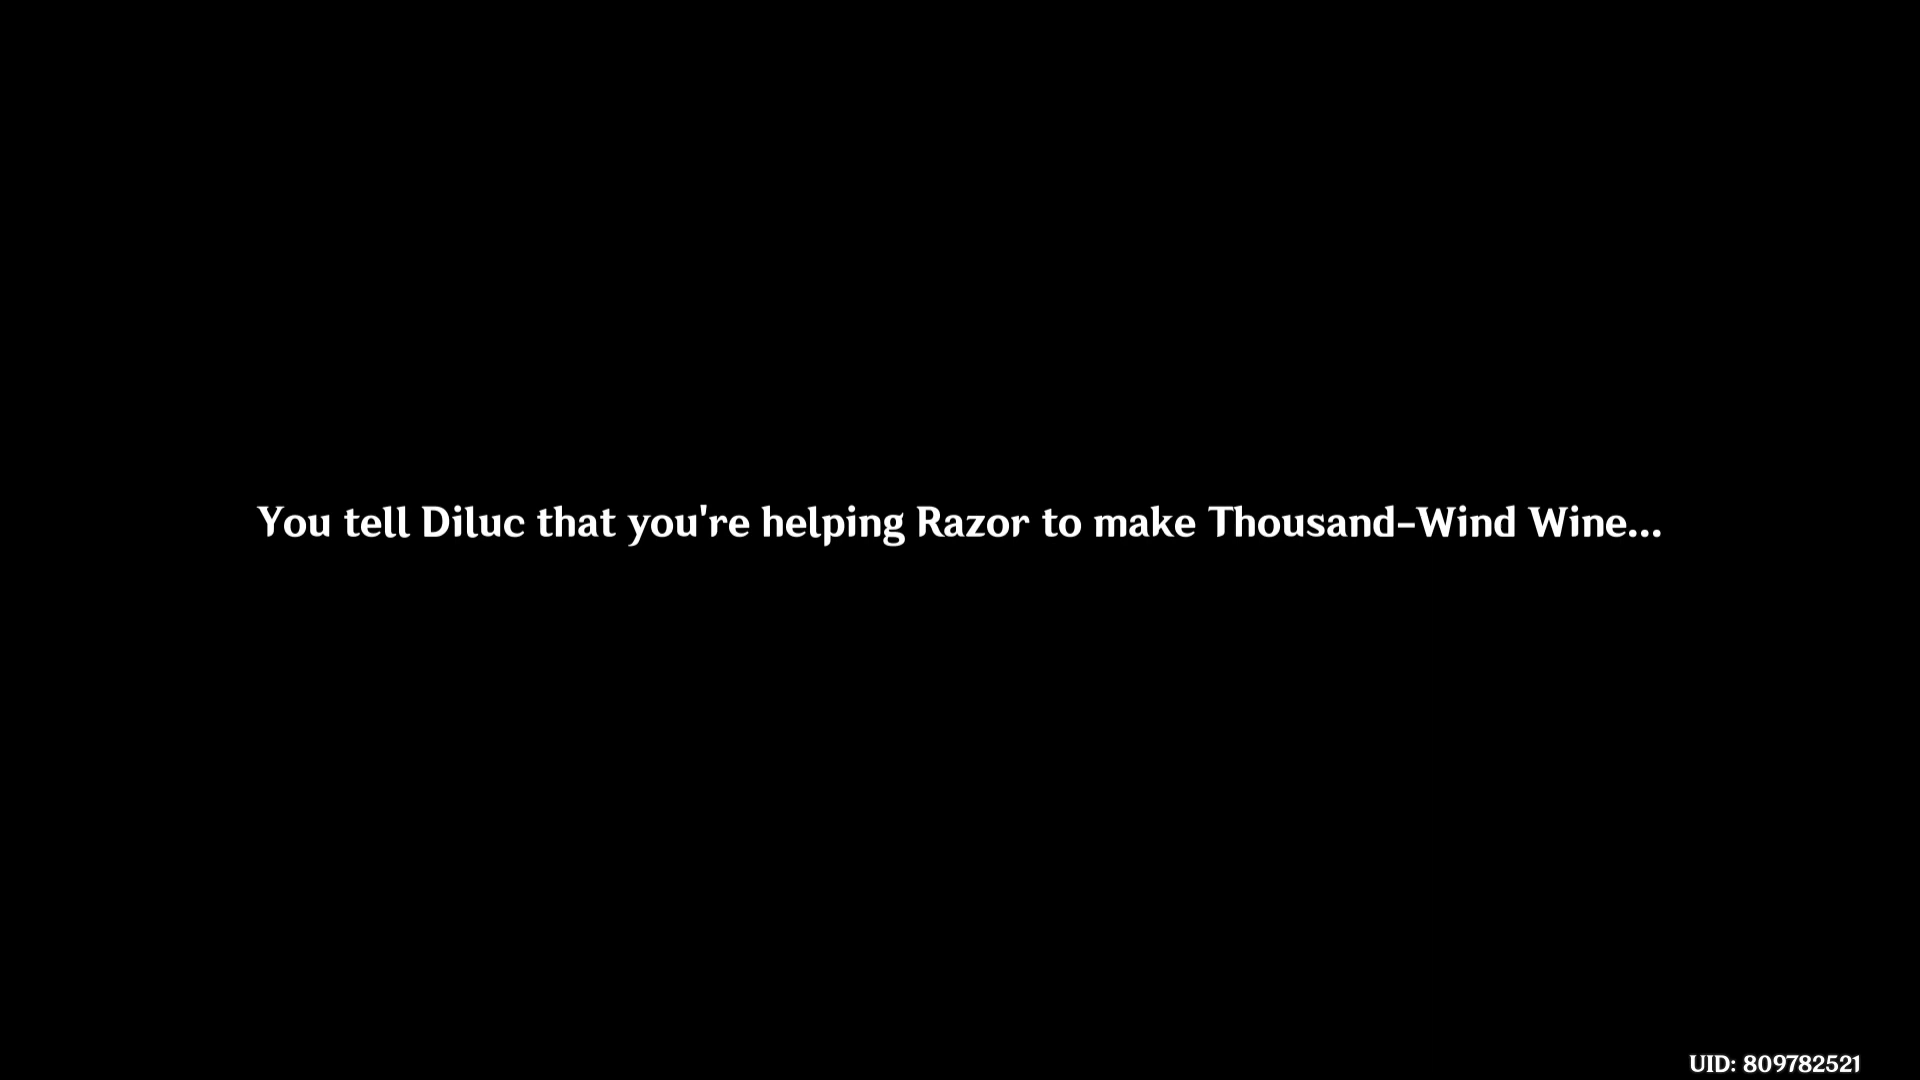 You tell Diluc that you're helping Razor to make Thousand-Wind Wine...
UID: 809782521